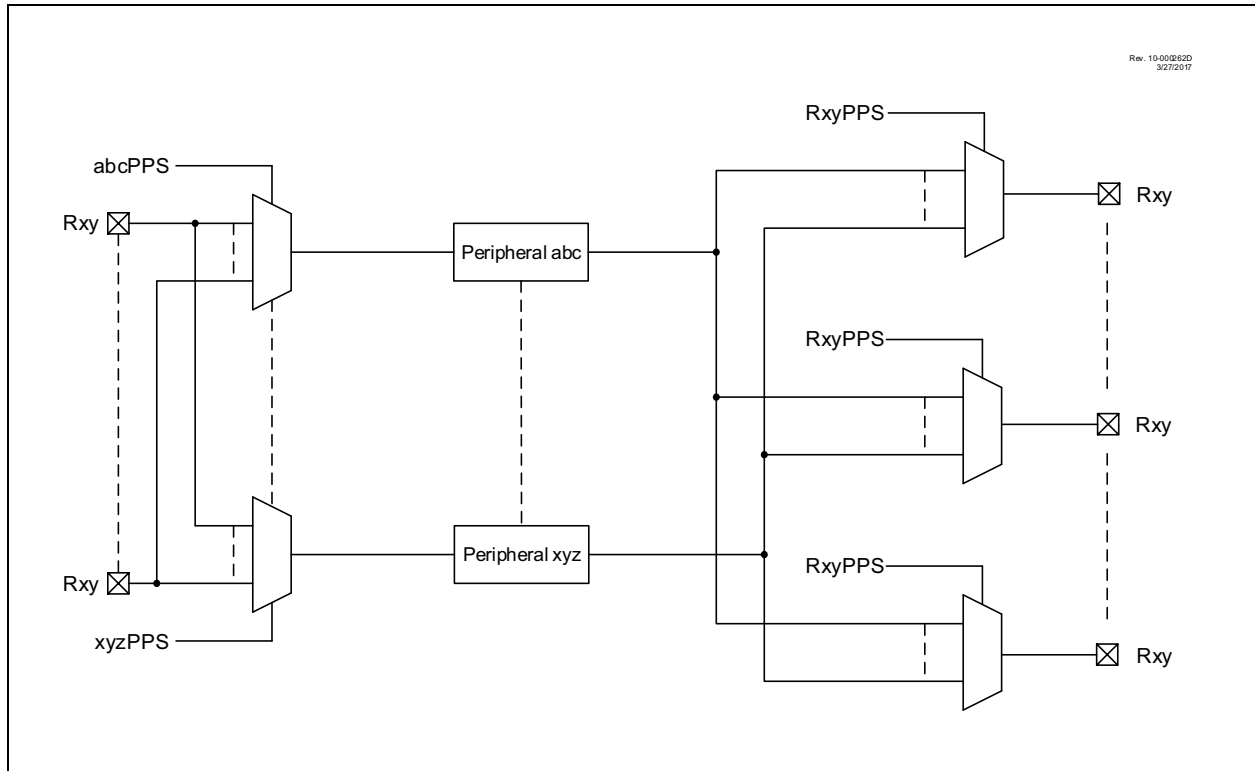 Rev. 10-000262D
3/27/2017
RxyPPS
abcPPS
Rxy
Rxy
Peripheral abc
RxyPPS
Rxy
Peripheral xyz
RxyPPS
Rxy
xyzPPS
Rxy